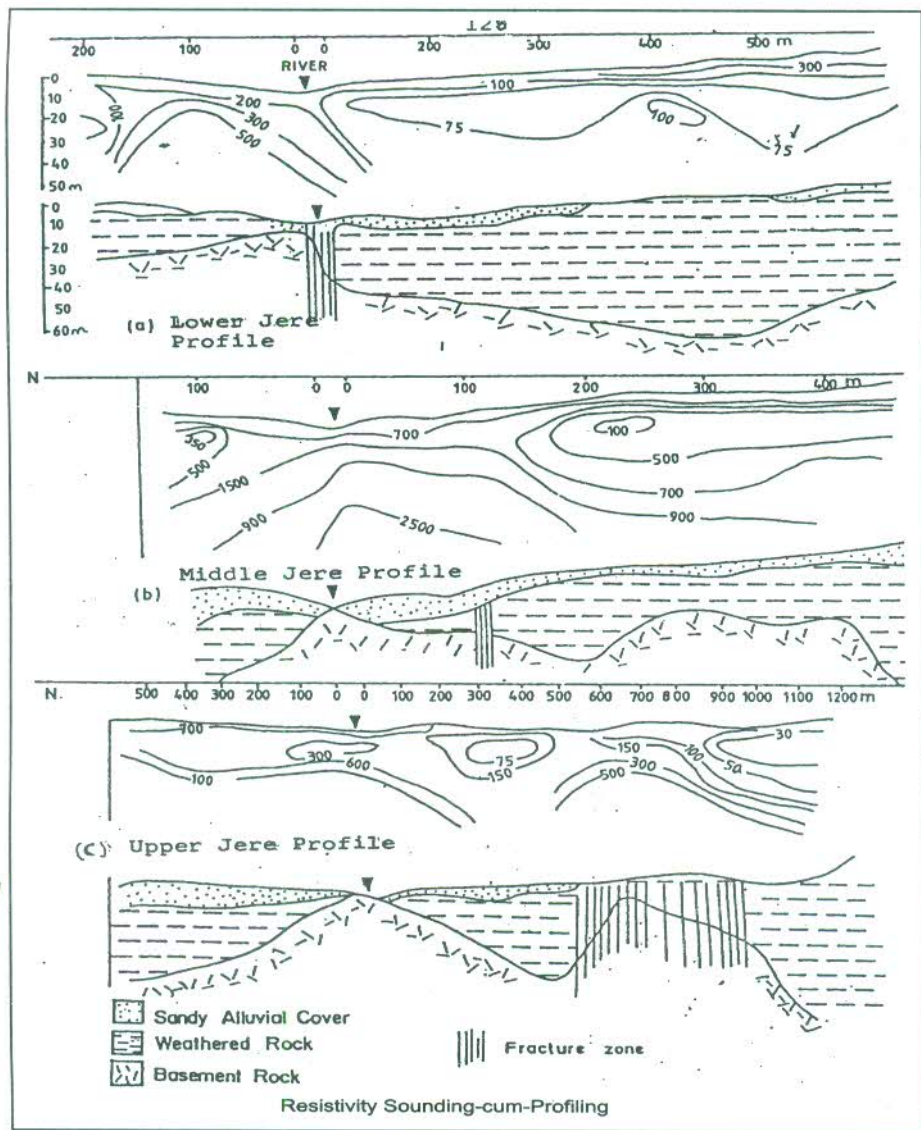 128
200 100 0 0 200 300 400 500 m
RIVER
300
100
200
300
500
100
75
100
75
0
10
20
30
40
50 m
0
10
20
30
40
50
60m
(a) Lower Jere
Profile
N 100 0 0 100 200 300 400 m
350
500
1500
900
700
2500
100
500
700
900
Middle Jere Profile
(b)
N. 500 400 300 200 100 0 0 100 200 300 400 500 600 700 800 900 1000 1100 1200m
700
300
600
100
75
150
150
100
30
50
300
500
(C) Upper Jere Profile
Sandy Alluvial Cover
Weathered Rock
Fracture zone
Basement Rock
Resistivity Sounding-cum-Profiling